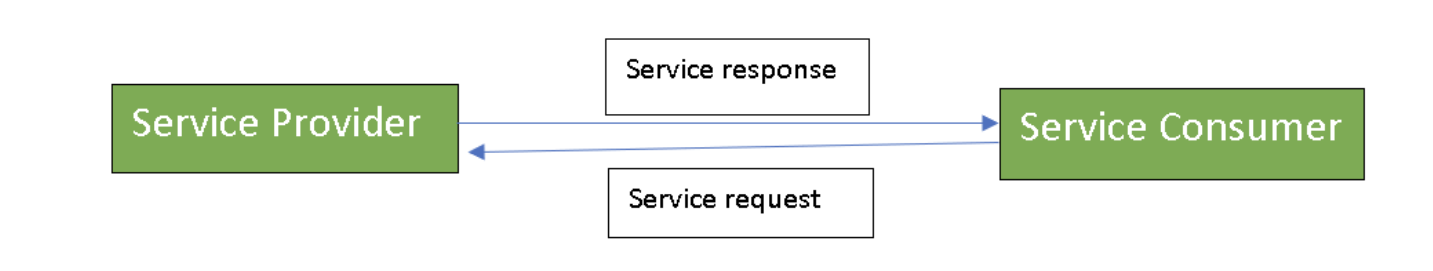 Service response
Service Provider
Service Consumer
Service request